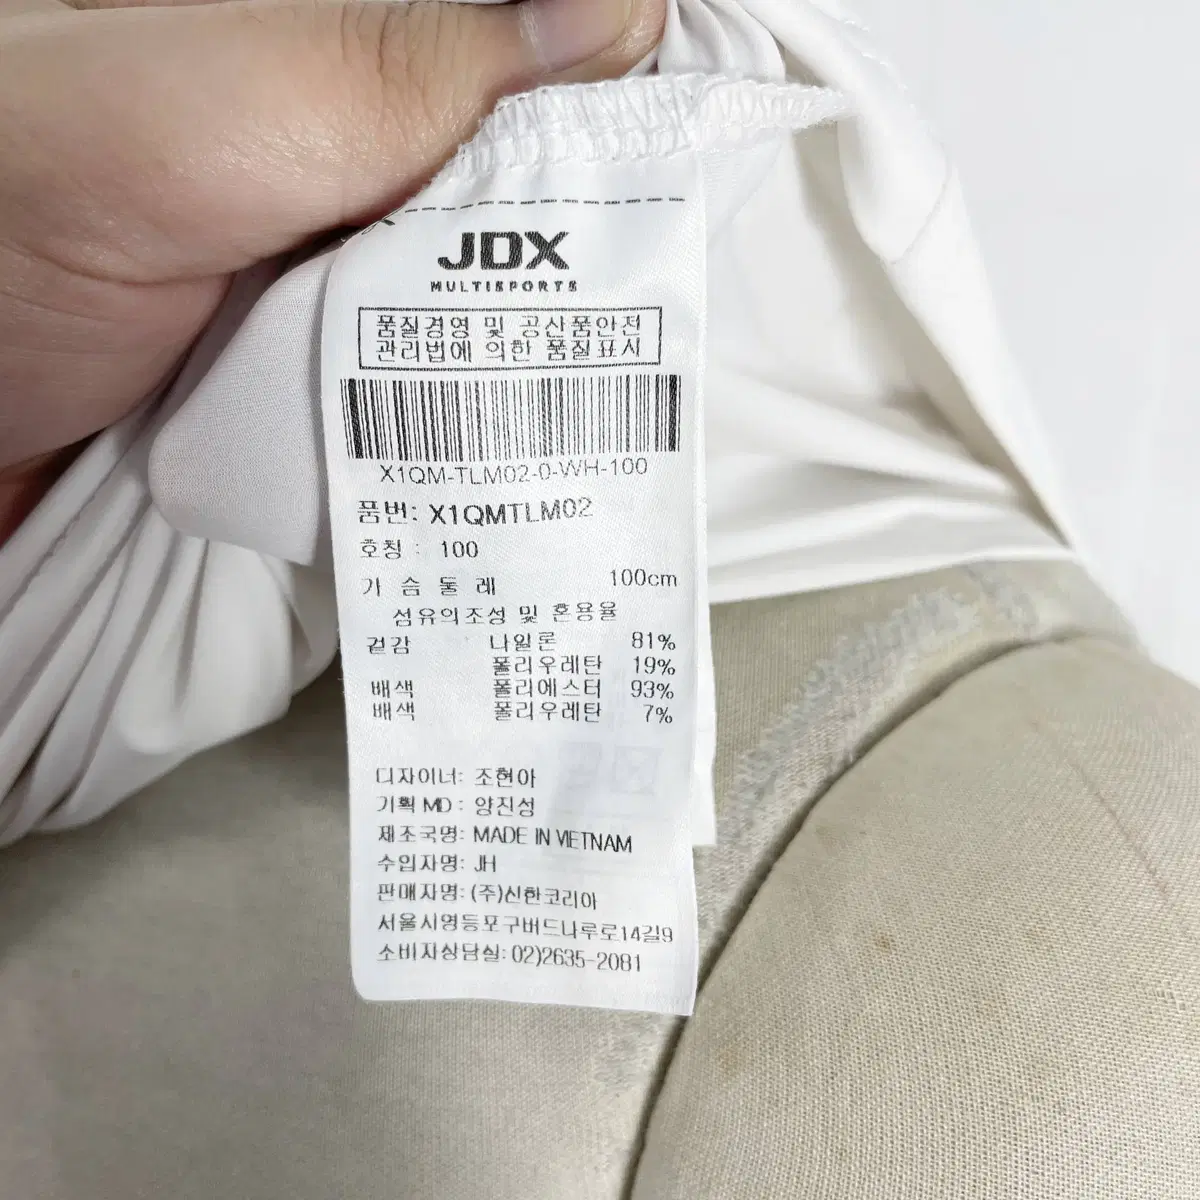 JDX
MULTISPORTS
품질경영 및 공산품안전
관리법에 의한 품질표시
X1QM-TLM02-0-WH-100
품번: X1QMTLM02
호칭 : 100
가 슴 둘 레 100cm
섬유의조성 및 혼용율
겉감 나일론 81%
폴리우레탄 19%
배색 폴리에스터 93%
배색 폴리우레탄 7%
디자이너: 조현아
기획 MD : 양진성
제조국명: MADE IN VIETNAM
수입자명: JH
판매자명: (주)신한코리아
서울시영등포구버드나루로14길9
소비자상담실: 02)2635-2081